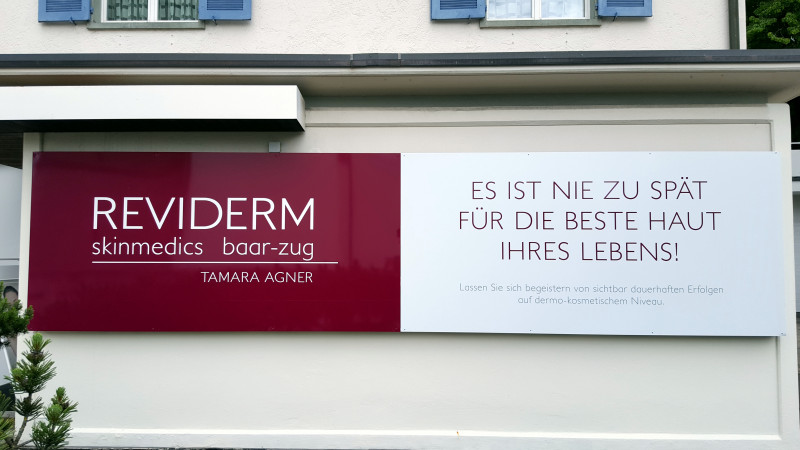 REVIDERM
skinmedics baar-zug
TAMARA AGNER
ES IST NIE ZU SPÄT
FÜR DIE BESTE HAUT
IHRES LEBENS!
Lassen Sie sich begeistern von sichtbar dauerhaften Erfolgen
auf dermo-kosmetischem Niveau.